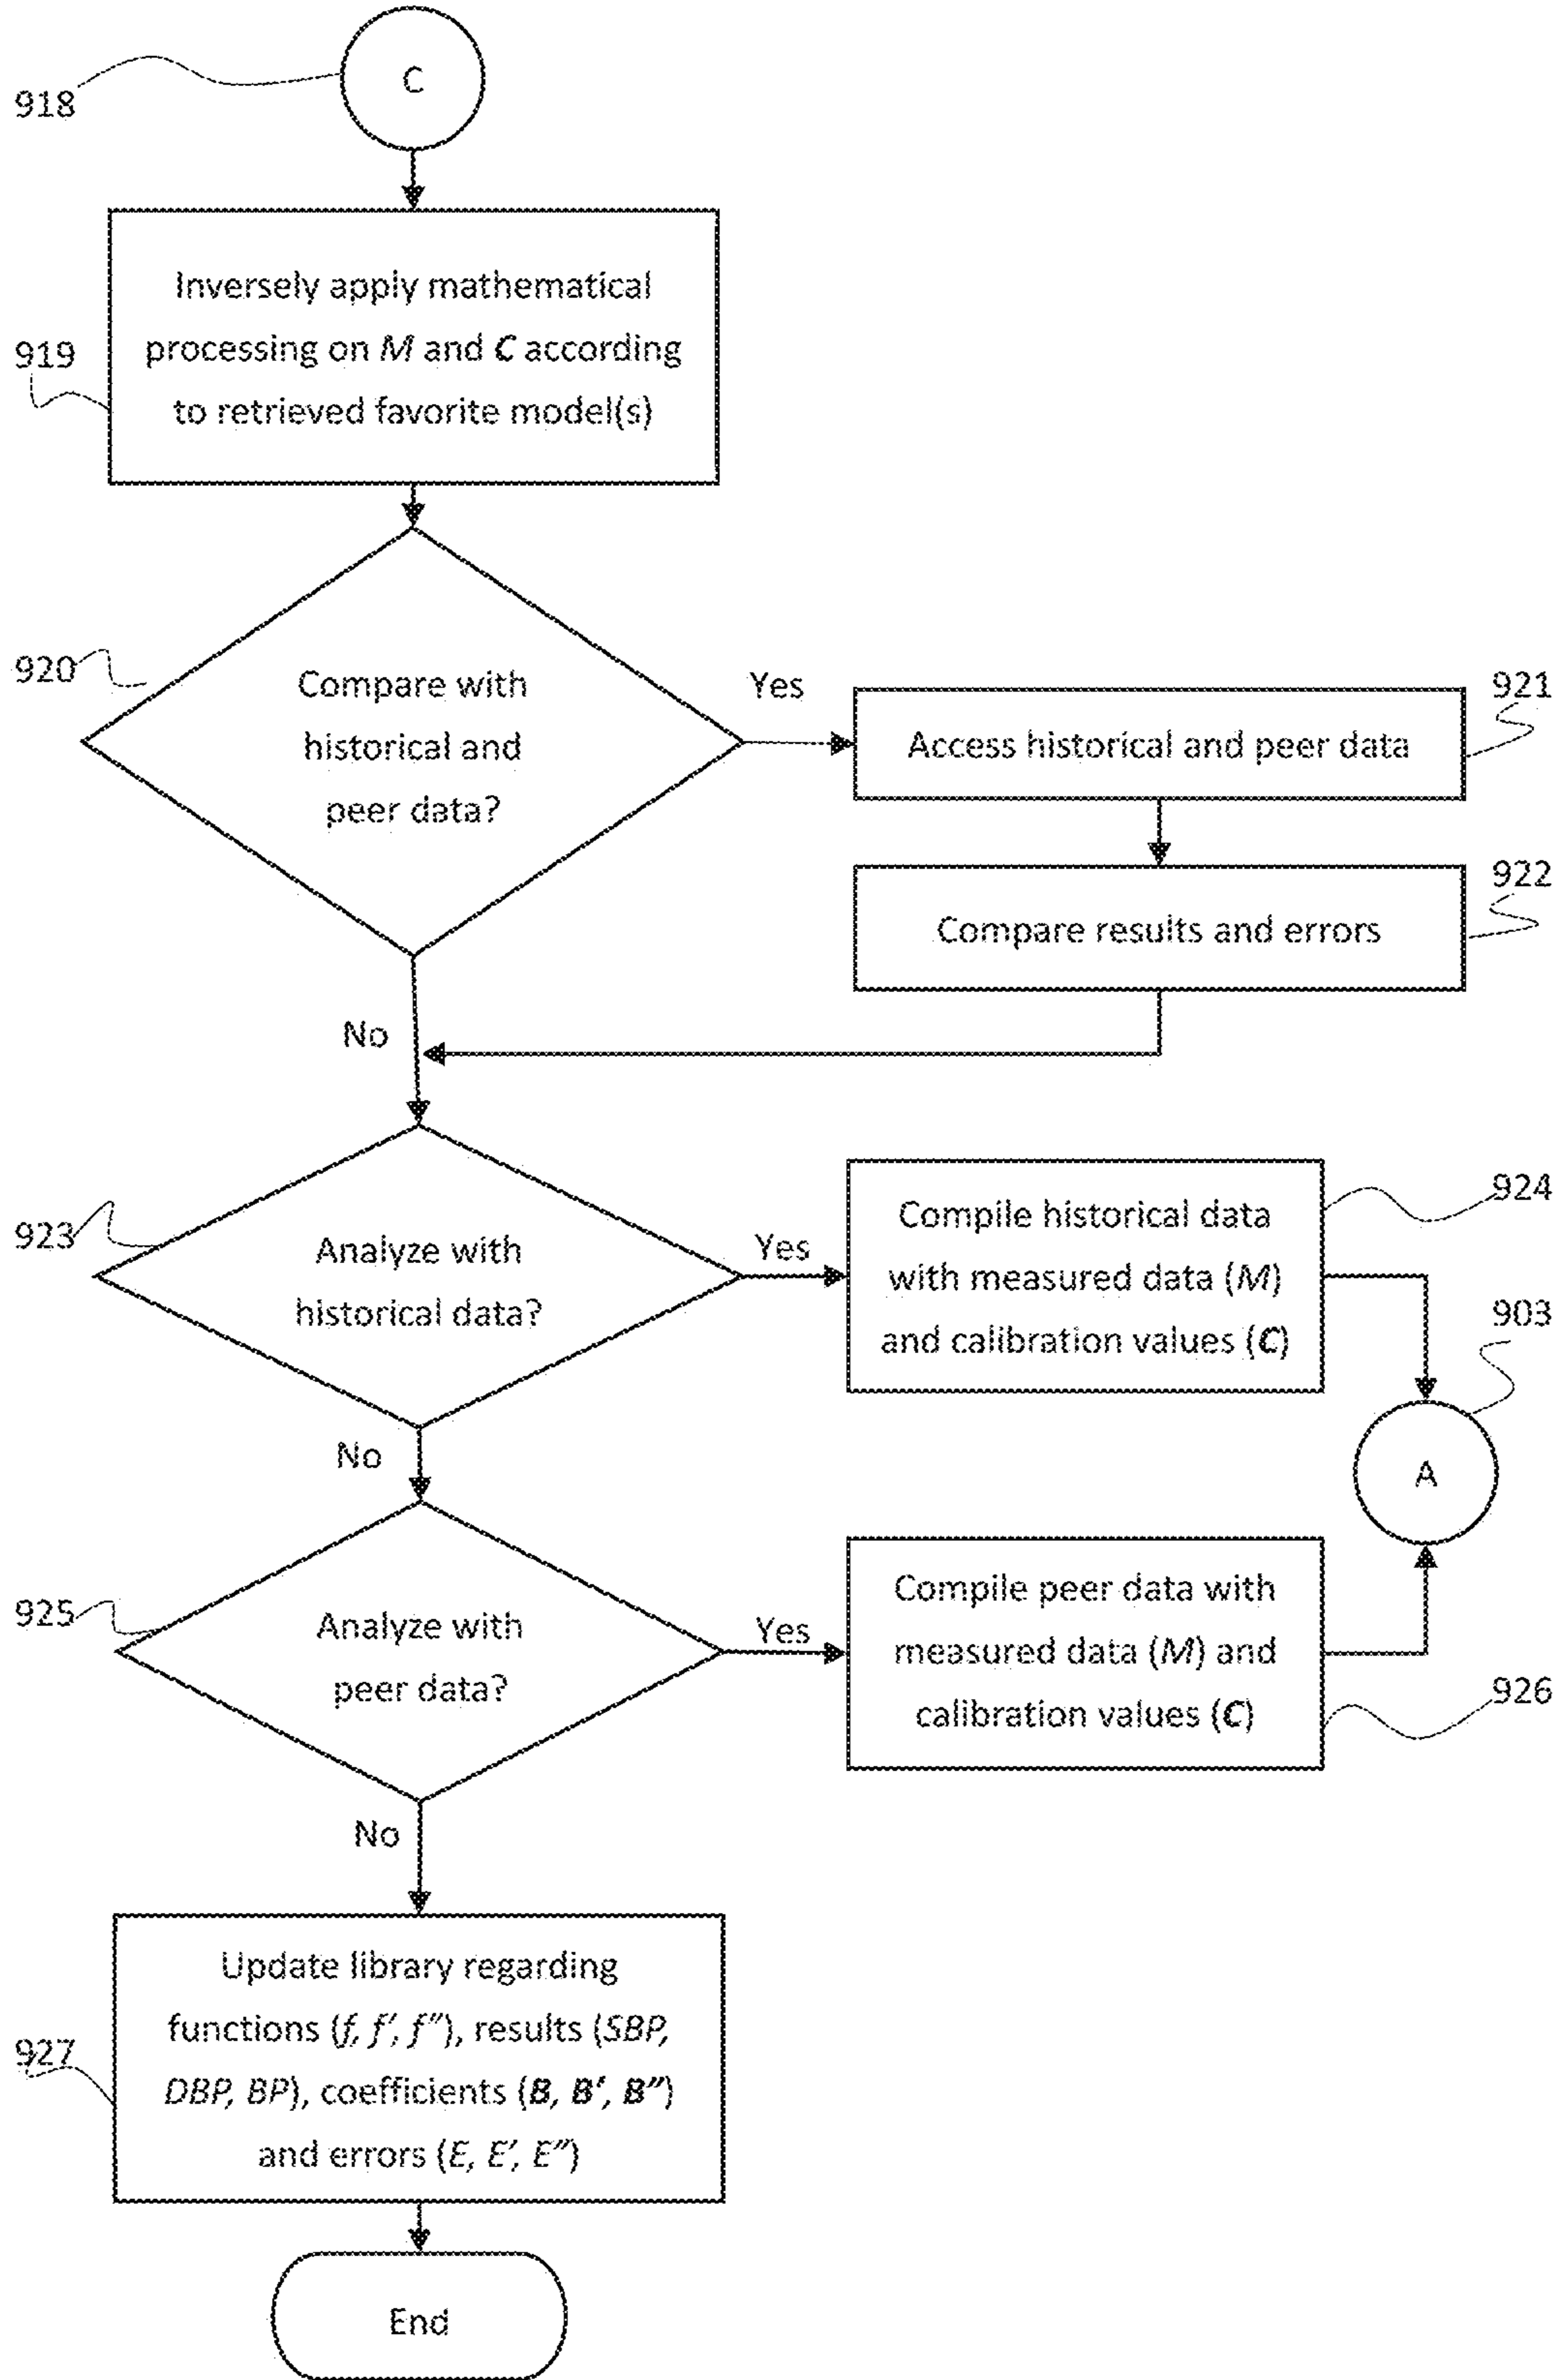 C
918
Inversely apply mathematical
processing on M and C according
to retrieved favorite model(s)
919
920
Compare with
historical and
peer data?
Yes
921
Access historical and peer data
922
Compare results and errors
No
923
Analyze with
historical data?
Yes
924
Compile historical data
with measured data (M)
and calibration values (C)
903
A
No
925
Analyze with
peer data?
Yes
Compile peer data with
measured data (M) and
calibration values (C)
926
No
Update library regarding
functions (f, f′, f″), results (SBP,
DBP, BP), coefficients (B, B′, B″)
and errors (E, E′, E″)
927
End